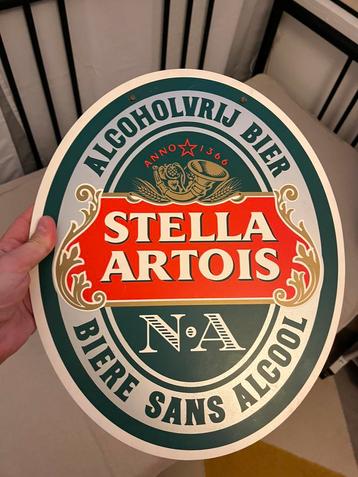 ALCOHOLVRIJ BIER
ANNO 1366
STELLA
ARTOIS
N•A
BIERE SANS ALCOOL